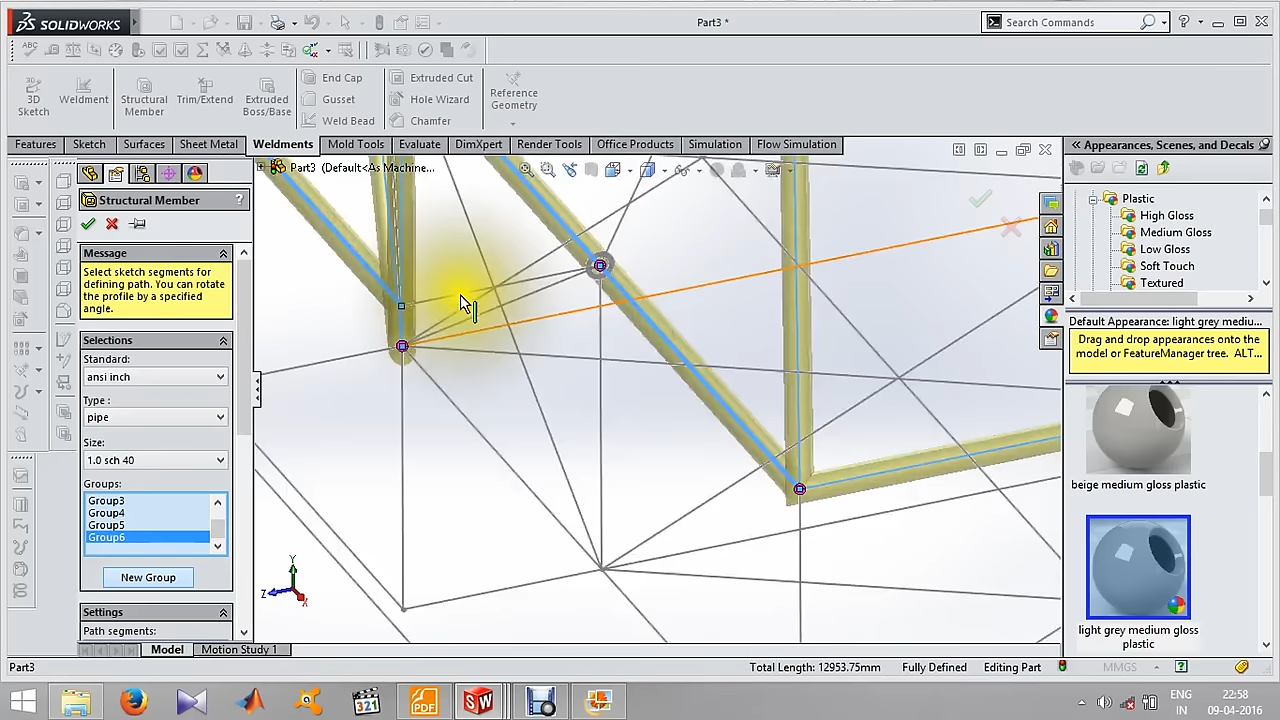 SOLIDWORKS
Part3 *
Search Commands
3D Sketch
Weldment
Structural Member
Trim/Extend
Extruded Boss/Base
End Cap
Gusset
Weld Bead
Extruded Cut
Hole Wizard
Chamfer
Reference Geometry
Features
Sketch
Surfaces
Sheet Metal
Weldments
Mold Tools
Evaluate
DimXpert
Render Tools
Office Products
Simulation
Flow Simulation
Part3 (Default<As Machine...
Structural Member
?
Message
Select sketch segments for
defining path. You can rotate
the profile by a specified
angle.
Selections
Standard:
ansi inch
Type :
pipe
Size:
1.0 sch 40
Groups:
Group3
Group4
Group5
Group6
New Group
Settings
Path segments:
Y
Z
X
Appearances, Scenes, and Decals
Plastic
High Gloss
Medium Gloss
Low Gloss
Soft Touch
Textured
Default Appearance: light grey mediu...
Drag and drop appearances onto the
model or FeatureManager tree. ALT...
beige medium gloss plastic
light grey medium gloss
plastic
Model
Motion Study 1
Part3
Total Length: 12953.75mm
Fully Defined
Editing Part
MMGS
321
PDF
SW
ENG
IN
22:58
09-04-2016